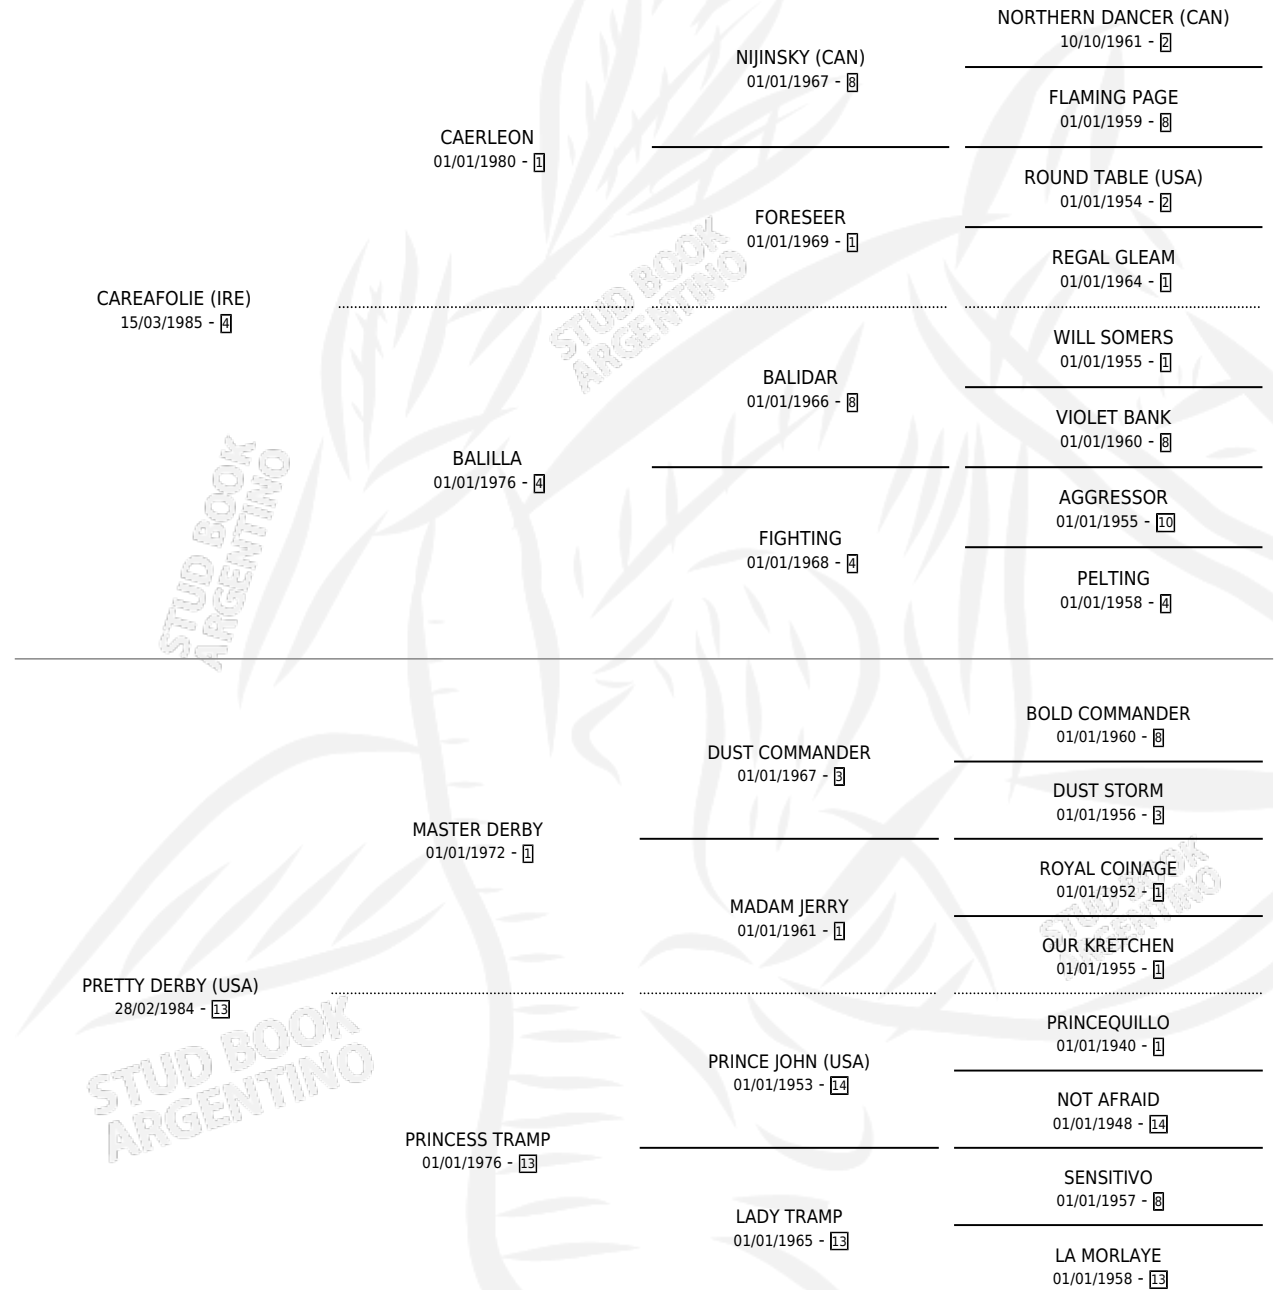 NORTHERN DANCER (CAN)
10/10/1961 - 2
NIJINSKY (CAN)
01/01/1967 - 8
FLAMING PAGE
01/01/1959 - 8
CAERLEON
01/01/1980 - 1
ROUND TABLE (USA)
01/01/1954 - 2
FORESEER
01/01/1969 - 1
REGAL GLEAM
01/01/1964 - 1
CAREAFOLIE (IRE)
15/03/1985 - 4
STUD BOOK
ARGENTINO
WILL SOMERS
01/01/1955 - 1
BALIDAR
01/01/1966 - 8
VIOLET BANK
01/01/1960 - 8
BALILLA
01/01/1976 - 4
AGGRESSOR
01/01/1955 - 10
FIGHTING
01/01/1968 - 4
PELTING
01/01/1958 - 4
STUD BOOK
ARGENTINO
BOLD COMMANDER
01/01/1960 - 8
DUST COMMANDER
01/01/1967 - 3
DUST STORM
01/01/1956 - 3
MASTER DERBY
01/01/1972 - 1
ROYAL COINAGE
01/01/1952 - 1
MADAM JERRY
01/01/1961 - 1
STUD BOOK
ARGENTINO
OUR KRETCHEN
01/01/1955 - 1
PRETTY DERBY (USA)
28/02/1984 - 13
STUD BOOK
ARGENTINO
PRINCEQUILLO
01/01/1940 - 1
PRINCE JOHN (USA)
01/01/1953 - 14
NOT AFRAID
01/01/1948 - 14
PRINCESS TRAMP
01/01/1976 - 13
SENSITIVO
01/01/1957 - 8
LADY TRAMP
01/01/1965 - 13
LA MORLAYE
01/01/1958 - 13